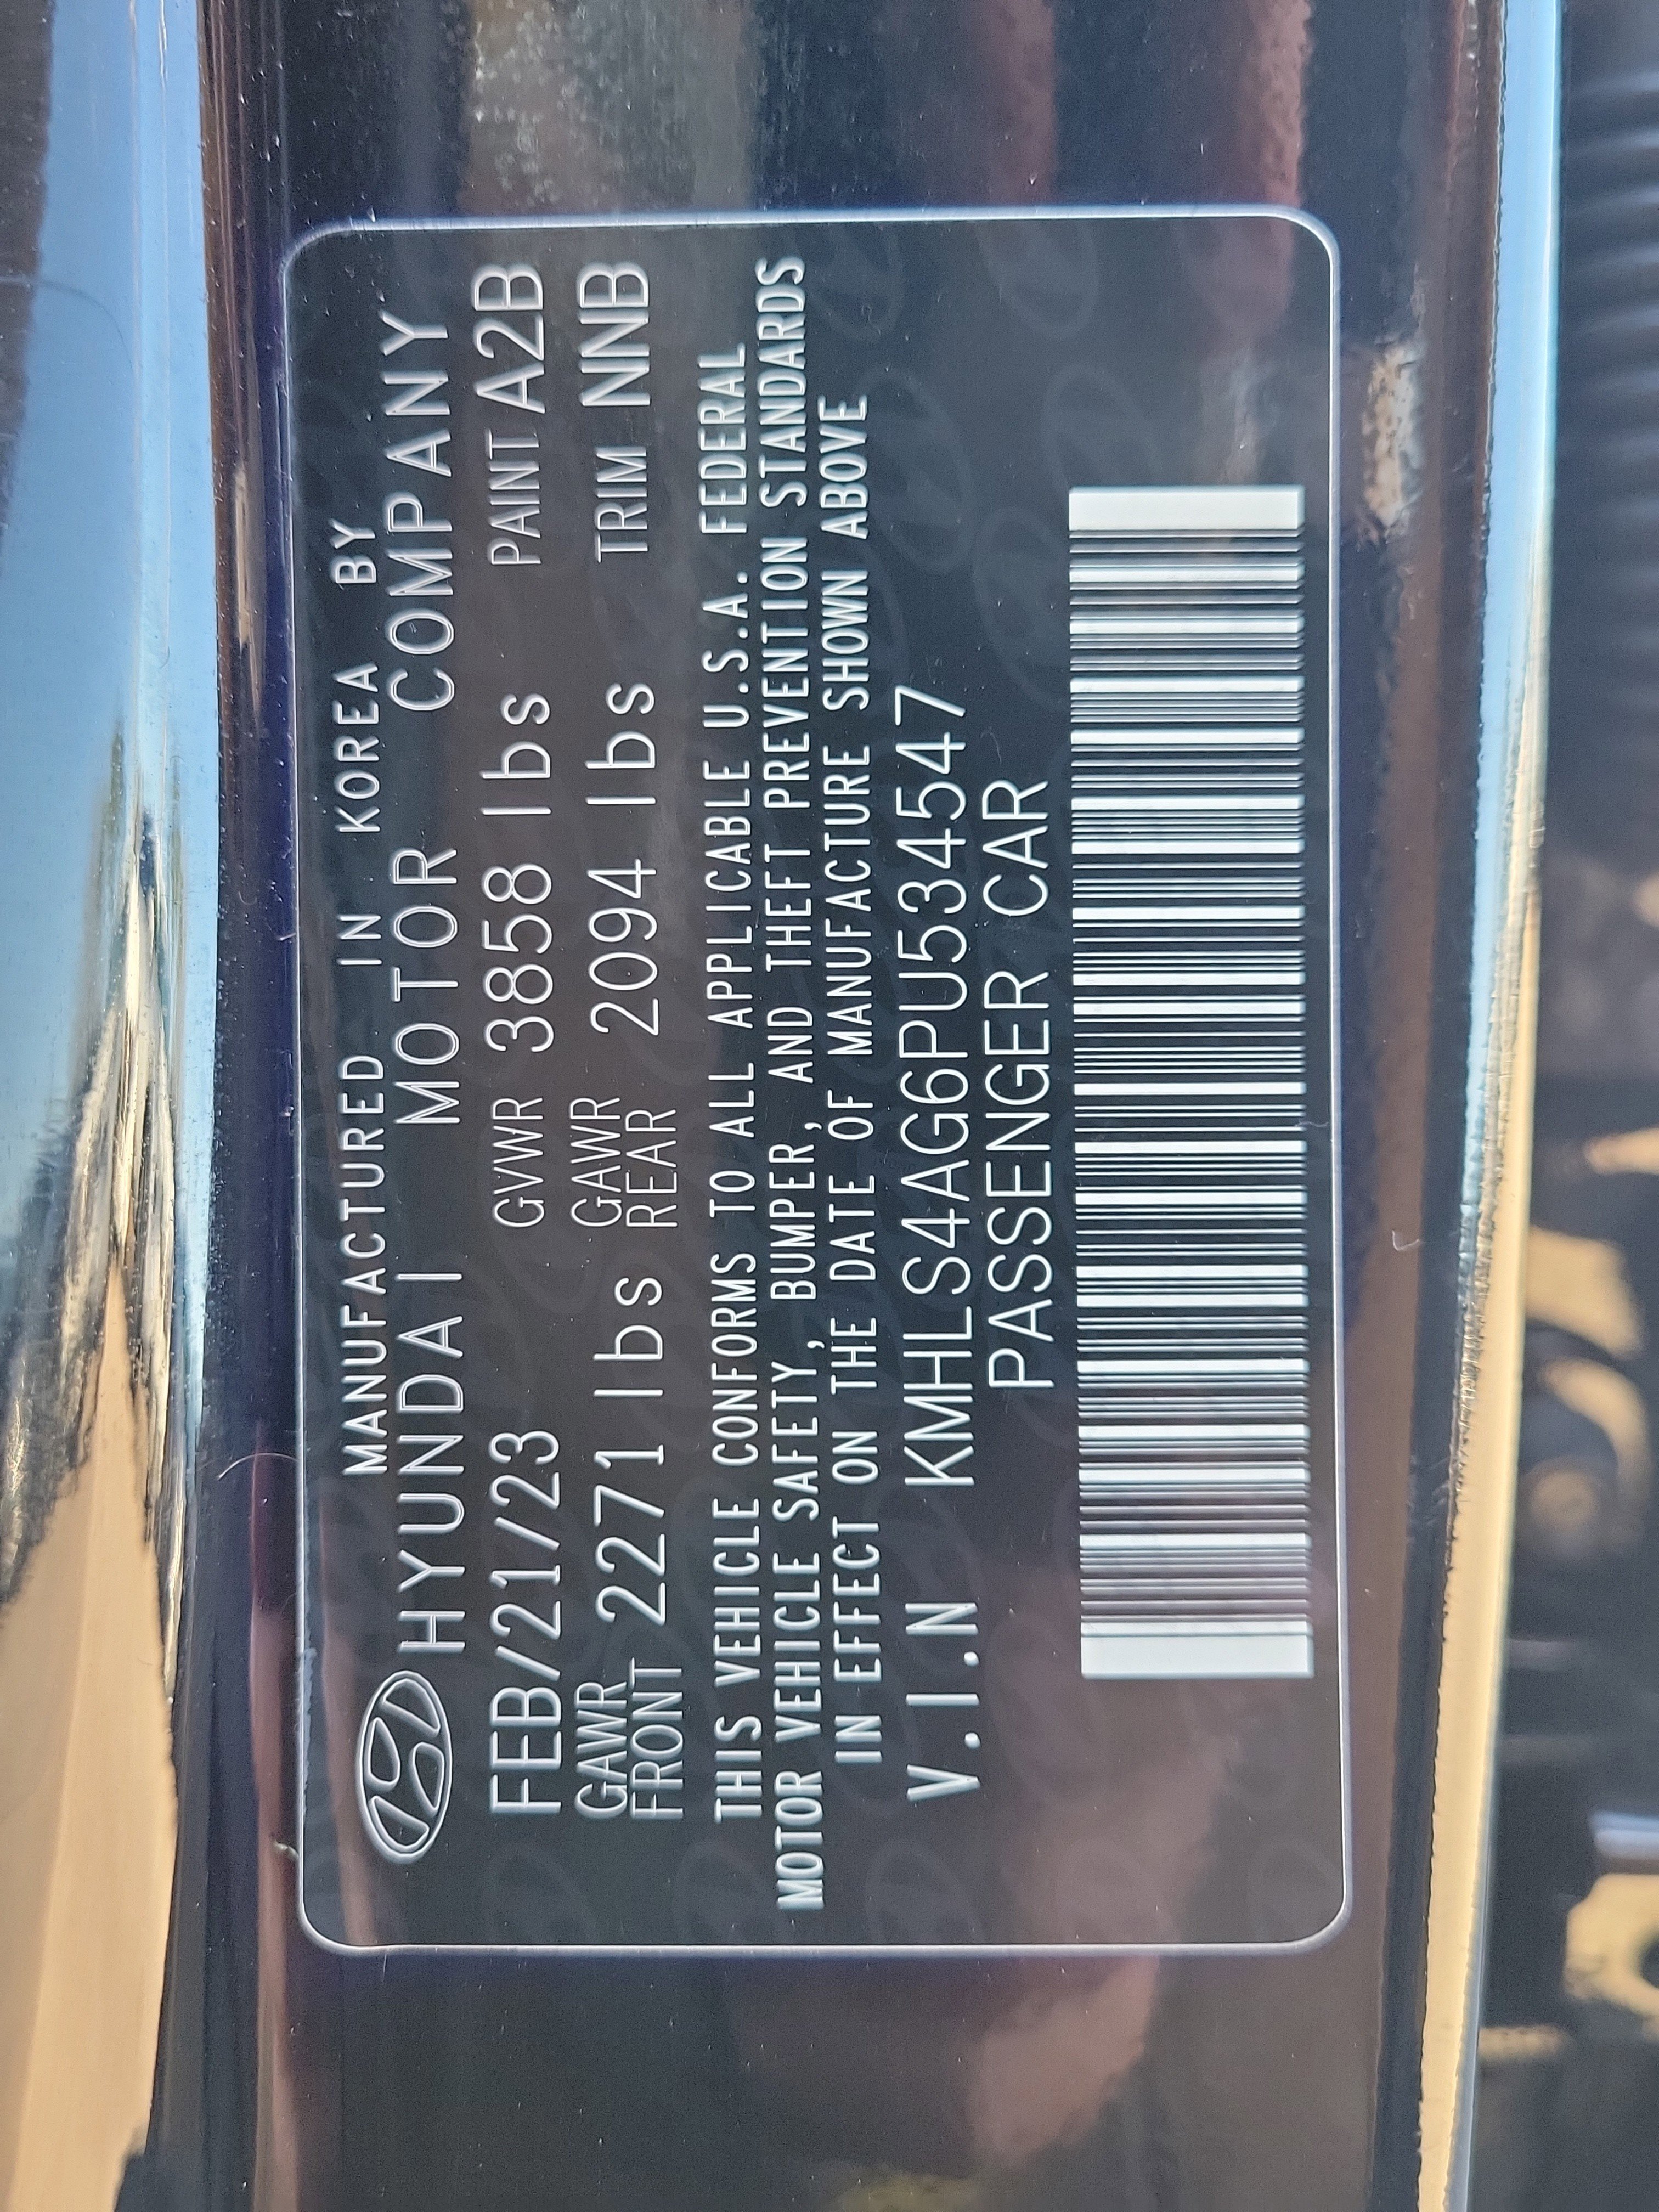 MANUFACTURED IN KOREA BY
HYUNDAI MOTOR COMPANY
FEB/21/23 GVWR 3858 lbs PAINT A2B
GAWR FRONT 2271 lbs GAWR REAR 2094 lbs TRIM NNB
THIS VEHICLE CONFORMS TO ALL APPLICABLE U.S.A. FEDERAL
MOTOR VEHICLE SAFETY, BUMPER, AND THEFT PREVENTION STANDARDS
IN EFFECT ON THE DATE OF MANUFACTURE SHOWN ABOVE
V.I.N KMHLS4AG6PU534547
PASSENGER CAR